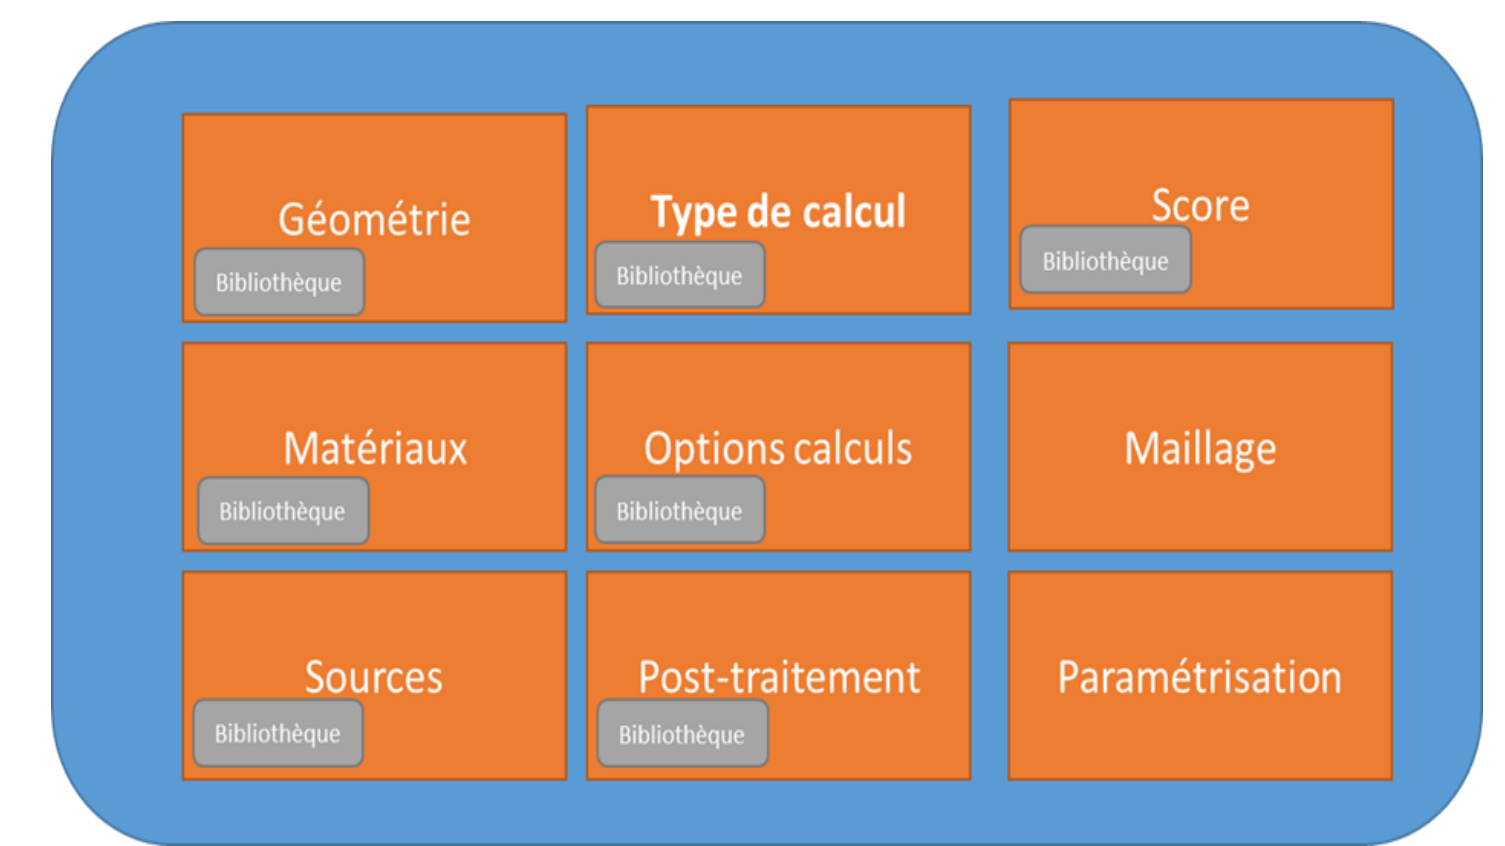 Géométrie
Bibliothèque
Type de calcul
Bibliothèque
Score
Bibliothèque
Matériaux
Bibliothèque
Options calculs
Bibliothèque
Maillage
Sources
Bibliothèque
Post-traitement
Bibliothèque
Paramétrisation